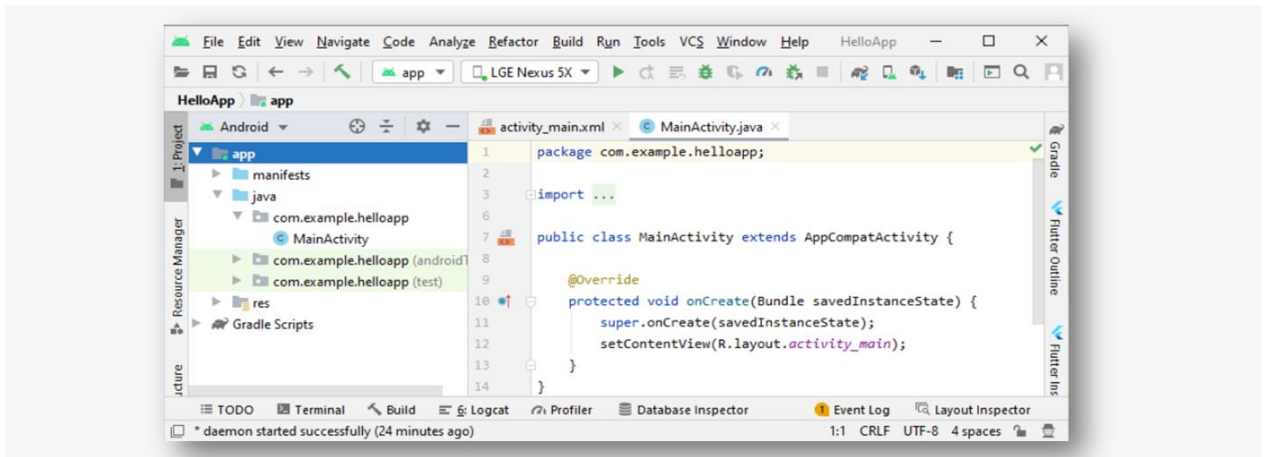 File Edit View Navigate Code Analyze Refactor Build Run Tools VCS Window Help HelloApp
app LGE Nexus 5X
HelloApp app
1: Project
Resource Manager
ucture
Android
app
manifests
java
com.example.helloapp
MainActivity
com.example.helloapp (androidT
com.example.helloapp (test)
res
Gradle Scripts
activity_main.xml MainActivity.java
1 package com.example.helloapp;
2
3 import ...
6
7 public class MainActivity extends AppCompatActivity {
8
9 @Override
10 protected void onCreate(Bundle savedInstanceState) {
11 super.onCreate(savedInstanceState);
12 setContentView(R.layout.activity_main);
13 }
14 }
Gradle
Flutter Outline
Flutter Ins
TODO Terminal Build 6: Logcat Profiler Database Inspector 1 Event Log Layout Inspector
* daemon started successfully (24 minutes ago) 1:1 CRLF UTF-8 4 spaces